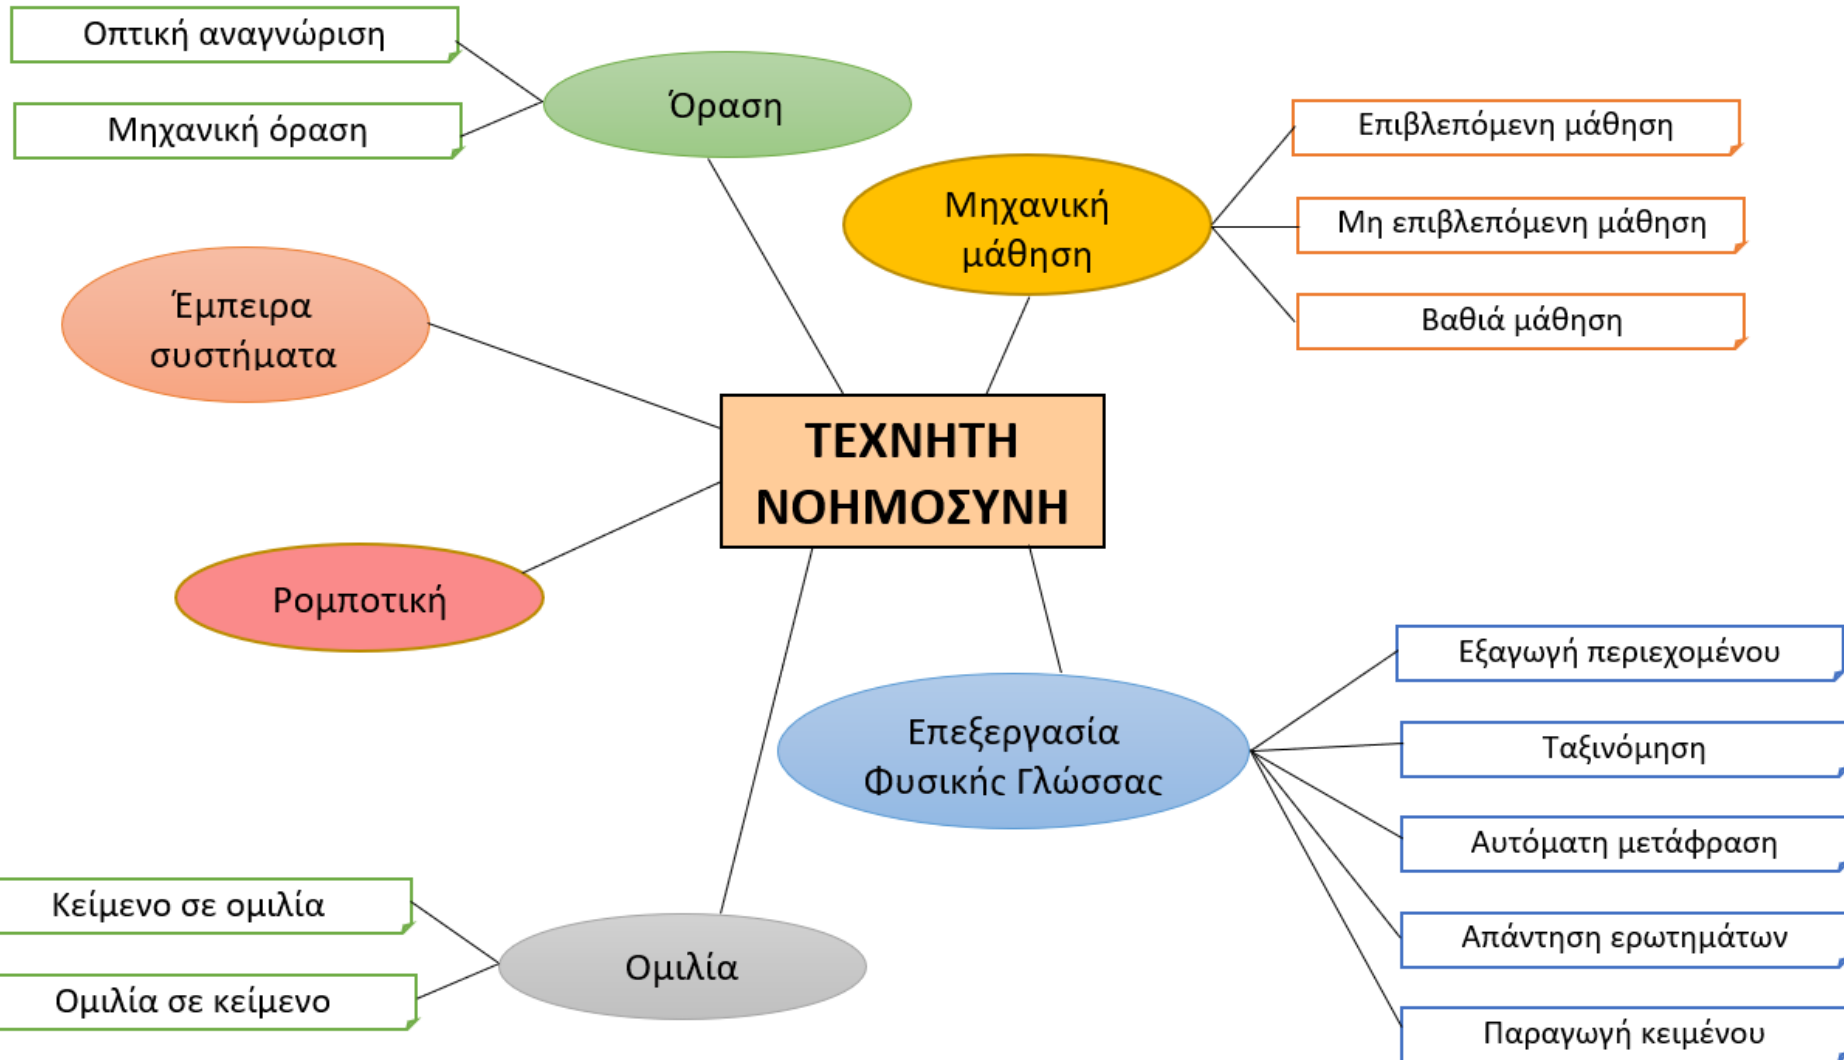 Οπτική αναγνώριση
Μηχανική όραση
Όραση
Μηχανική
μάθηση
Επιβλεπόμενη μάθηση
Μη επιβλεπόμενη μάθηση
Βαθιά μάθηση
Έμπειρα
συστήματα
ΤΕΧΝΗΤΗ
ΝΟΗΜΟΣΥΝΗ
Ρομποτική
Επεξεργασία
Φυσικής Γλώσσας
Εξαγωγή περιεχομένου
Ταξινόμηση
Αυτόματη μετάφραση
Απάντηση ερωτημάτων
Παραγωγή κειμένου
Κείμενο σε ομιλία
Ομιλία σε κείμενο
Ομιλία